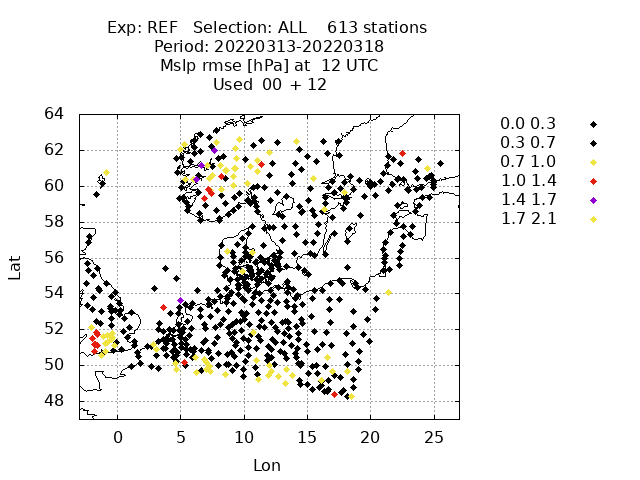 Exp: REF   Selection: ALL    613 stations
Period: 20220313-20220318
Mslp rmse [hPa] at  12 UTC
Used  00 + 12
64
62
60
58
56
54
52
50
48
Lat
0 5 10 15 20 25
Lon
0.0 0.3
0.3 0.7
0.7 1.0
1.0 1.4
1.4 1.7
1.7 2.1